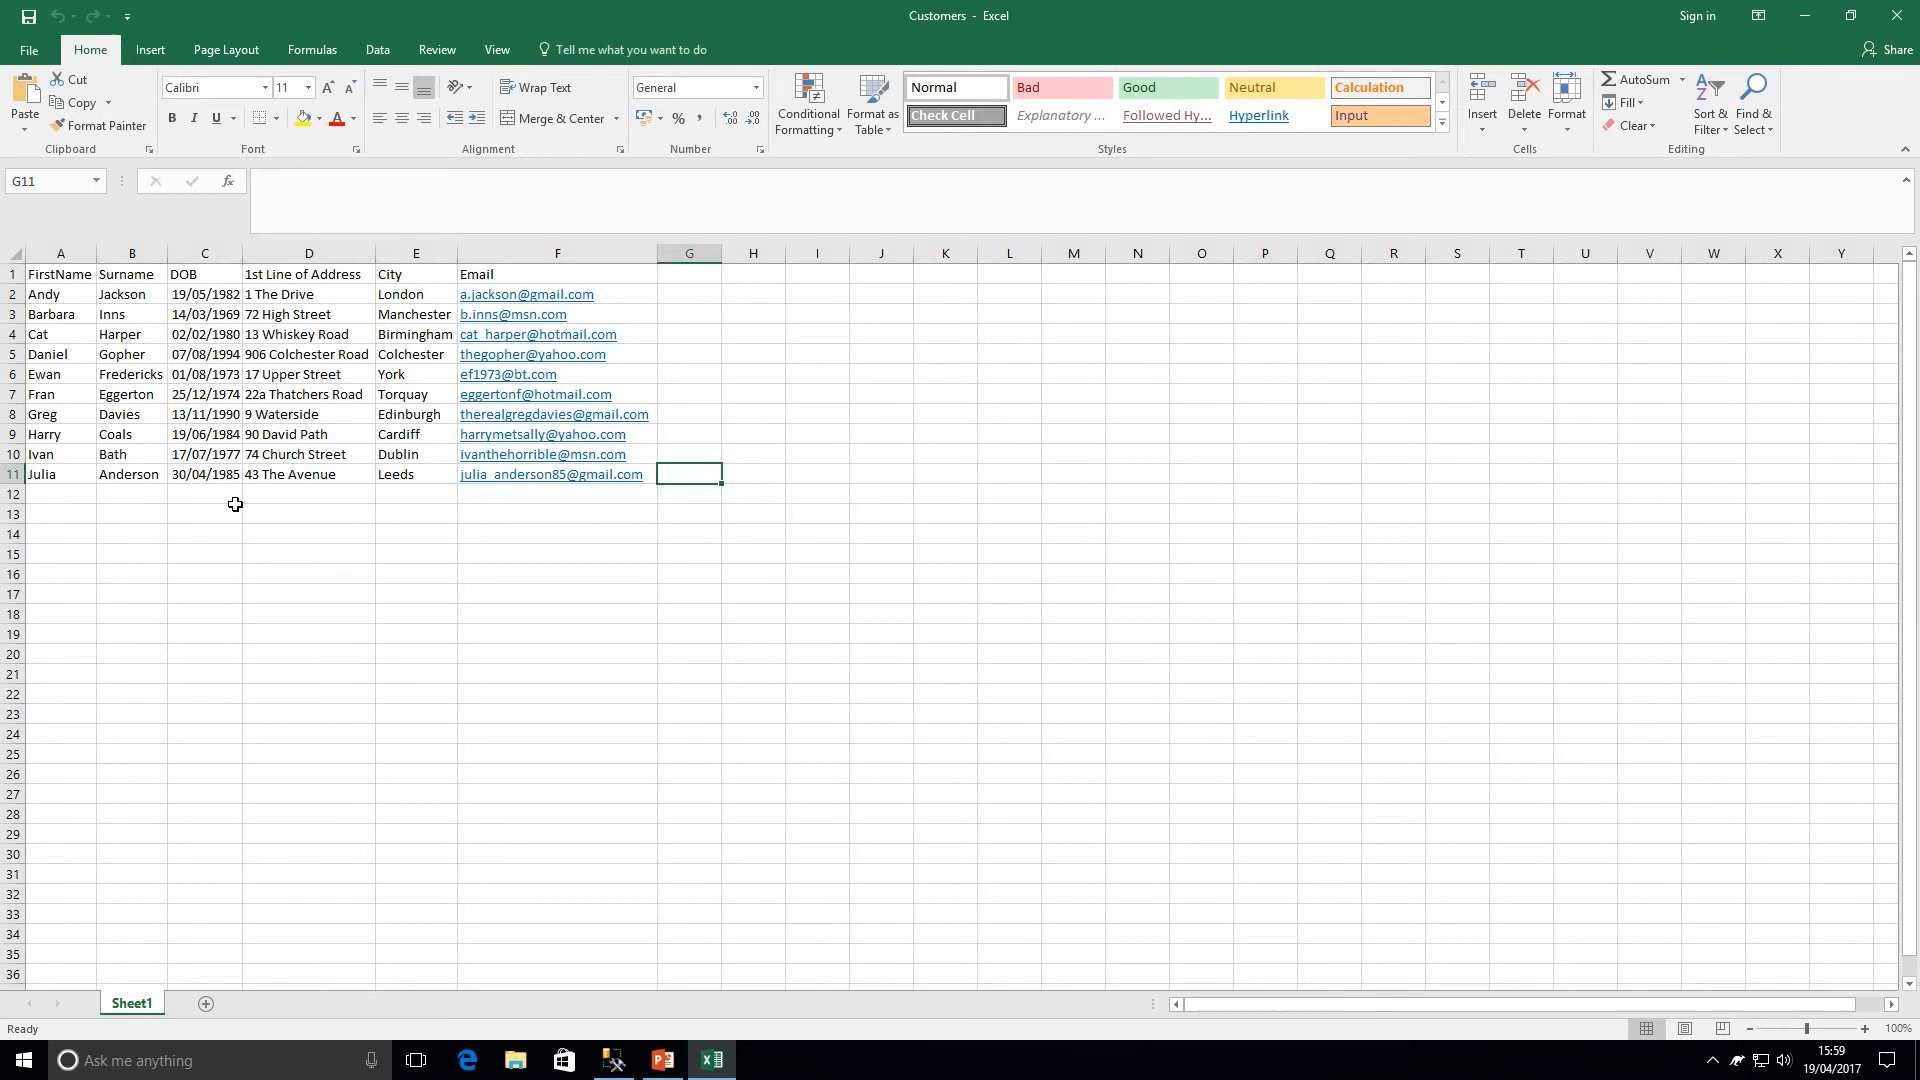 Customers - Excel
Sign in
File Home Insert Page Layout Formulas Data Review View Tell me what you want to do Share
Paste
Cut
Copy
Format Painter
Clipboard
Calibri 11 A A
B I U A
Font
Wrap Text
Merge & Center
Alignment
General
% ,
Number
Conditional Formatting
Format as Table
Normal Bad Good Neutral Calculation
Check Cell Explanatory ... Followed Hy... Hyperlink Input
Styles
Insert Delete Format
Cells
AutoSum
Fill
Clear
Sort & Filter
Find & Select
Editing
G11 fx
A B C D E F G H I J K L M N O P Q R S T U V W X Y
1 FirstName Surname DOB 1st Line of Address City Email
2 Andy Jackson 19/05/1982 1 The Drive London a.jackson@gmail.com
3 Barbara Inns 14/03/1969 72 High Street Manchester b.inns@msn.com
4 Cat Harper 02/02/1980 13 Whiskey Road Birmingham cat_harper@hotmail.com
5 Daniel Gopher 07/08/1994 906 Colchester Road Colchester thegopher@yahoo.com
6 Ewan Fredericks 01/08/1973 17 Upper Street York ef1973@bt.com
7 Fran Eggerton 25/12/1974 22a Thatchers Road Torquay eggertonf@hotmail.com
8 Greg Davies 13/11/1990 9 Waterside Edinburgh therealgregdavies@gmail.com
9 Harry Coals 19/06/1984 90 David Path Cardiff harrymetsally@yahoo.com
10 Ivan Bath 17/07/1977 74 Church Street Dublin ivanthehorrible@msn.com
11 Julia Anderson 30/04/1985 43 The Avenue Leeds julia_anderson85@gmail.com
12
13
14
15
16
17
18
19
20
21
22
23
24
25
26
27
28
29
30
31
32
33
34
35
36
Sheet1
Ready
100%
Ask me anything
15:59
19/04/2017